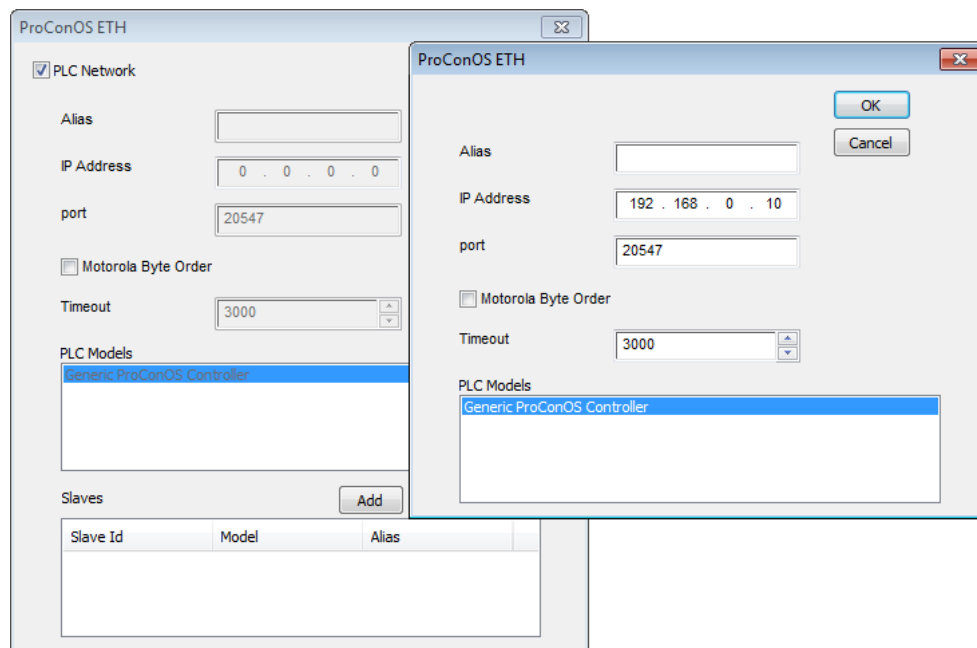 ProConOS ETH
PLC Network
Alias
IP Address
0 . 0 . 0 . 0
port
20547
Motorola Byte Order
Timeout
3000
PLC Models
Generic ProConOS Controller
Slaves
Add
Slave Id Model Alias
ProConOS ETH
OK
Cancel
Alias
IP Address
192 . 168 . 0 . 10
port
20547
Motorola Byte Order
Timeout
3000
PLC Models
Generic ProConOS Controller